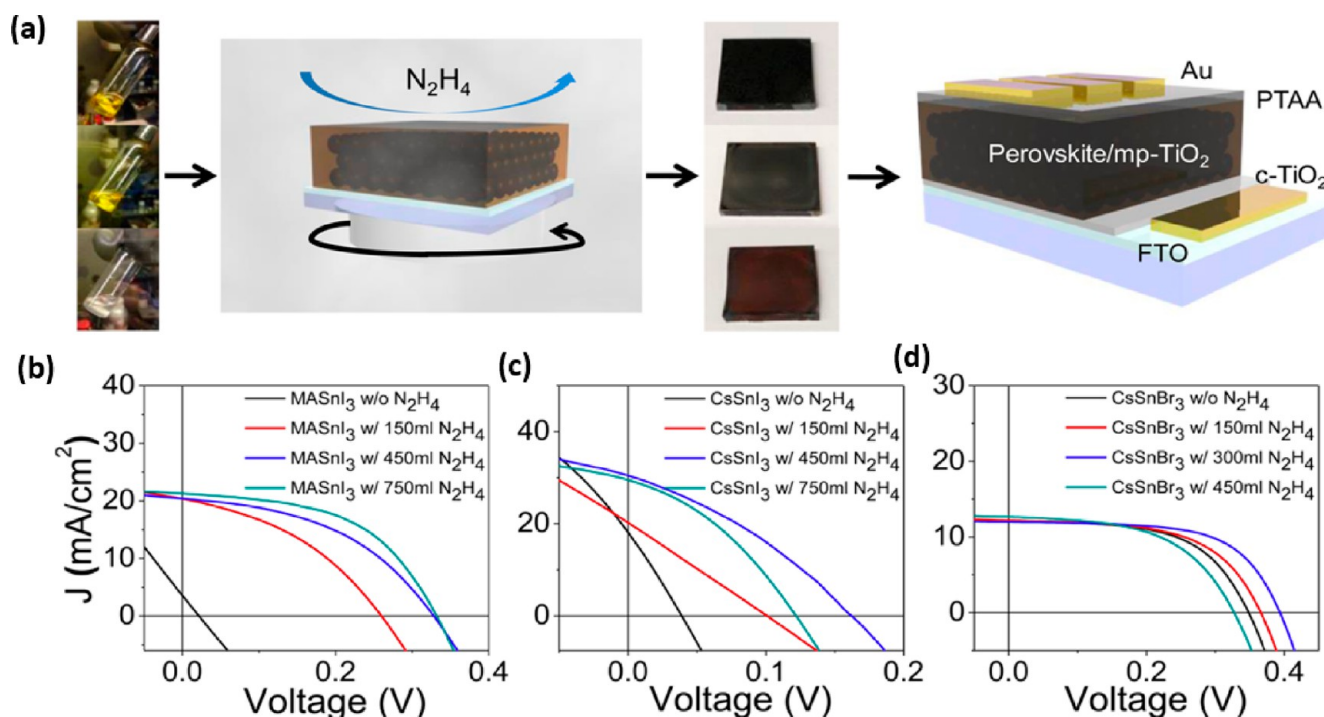 (a)
N₂H₄
Au
PTAA
Perovskite/mp-TiO₂
c-TiO₂
FTO
(b)
J (mA/cm²)
40
30
20
10
0
MASnI₃ w/o N₂H₄
MASnI₃ w/ 150ml N₂H₄
MASnI₃ w/ 450ml N₂H₄
MASnI₃ w/ 750ml N₂H₄
0.0 0.2 0.4
Voltage (V)
(c)
40
20
0
CsSnI₃ w/o N₂H₄
CsSnI₃ w/ 150ml N₂H₄
CsSnI₃ w/ 450ml N₂H₄
CsSnI₃ w/ 750ml N₂H₄
0.0 0.1 0.2
Voltage (V)
(d)
30
20
10
0
CsSnBr₃ w/o N₂H₄
CsSnBr₃ w/ 150ml N₂H₄
CsSnBr₃ w/ 300ml N₂H₄
CsSnBr₃ w/ 450ml N₂H₄
0.0 0.2 0.4
Voltage (V)